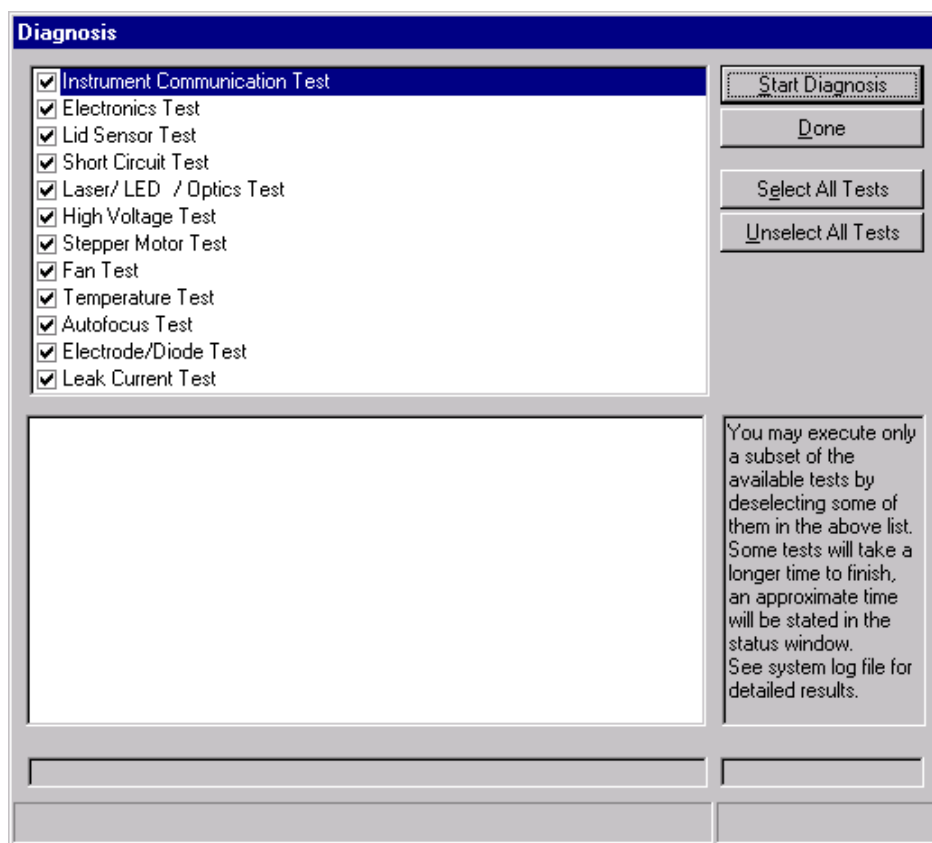 Diagnosis
Instrument Communication Test
Electronics Test
Lid Sensor Test
Short Circuit Test
Laser/ LED  / Optics Test
High Voltage Test
Stepper Motor Test
Fan Test
Temperature Test
Autofocus Test
Electrode/Diode Test
Leak Current Test
Start Diagnosis
Done
Select All Tests
Unselect All Tests
You may execute only
a subset of the
available tests by
deselecting some of
them in the above list.
Some tests will take a
longer time to finish,
an approximate time
will be stated in the
status window.
See system log file for
detailed results.